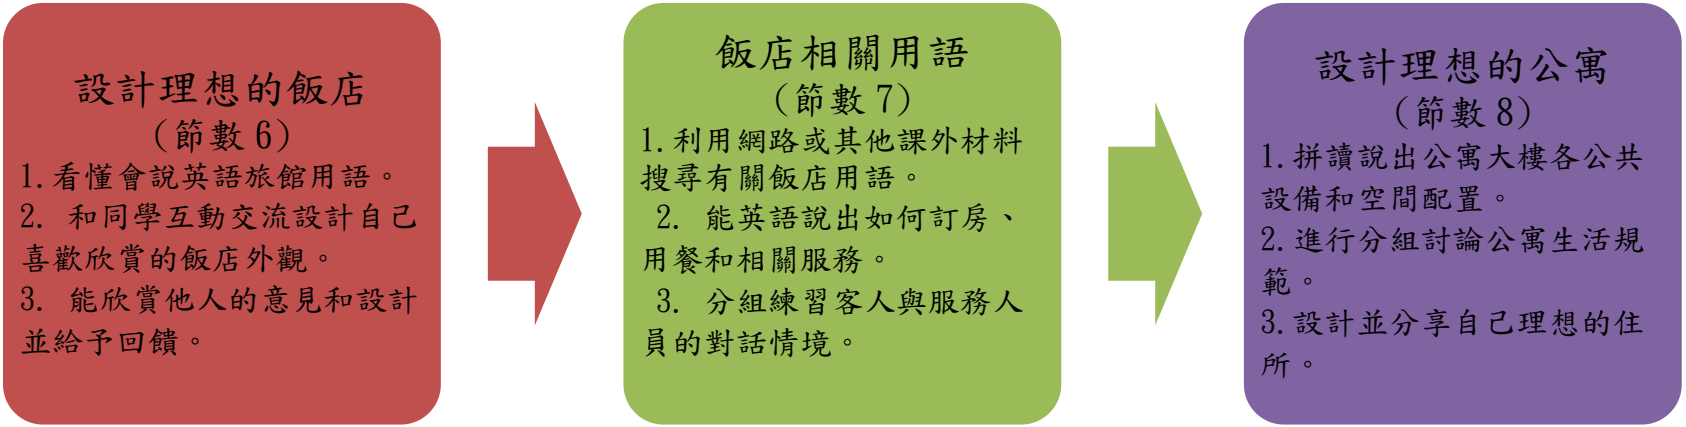 設計理想的飯店
(節數 6)
1.看懂會說英語旅館用語。
2. 和同學互動交流設計自己
喜歡欣賞的飯店外觀。
3. 能欣賞他人的意見和設計
並給予回饋。
飯店相關用語
(節數 7)
1.利用網路或其他課外材料
搜尋有關飯店用語。
2. 能英語說出如何訂房、
用餐和相關服務。
3. 分組練習客人與服務人
員的對話情境。
設計理想的公寓
(節數 8)
1.拼讀說出公寓大樓各公共
設備和空間配置。
2.進行分組討論公寓生活規
範。
3.設計並分享自己理想的住
所。